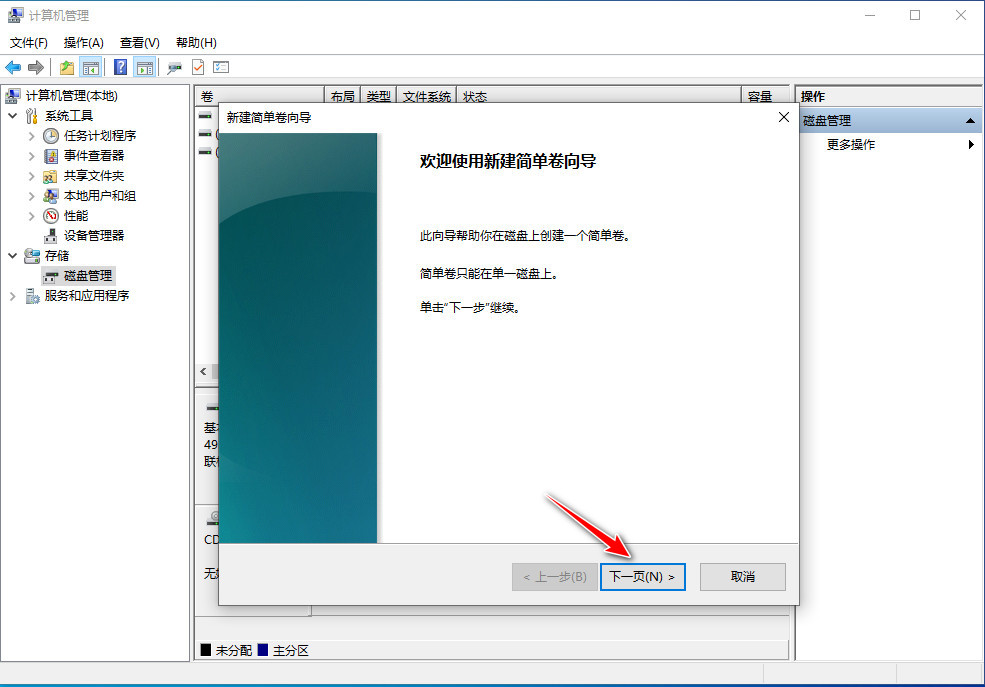 计算机管理
文件(F) 操作(A) 查看(V) 帮助(H)
计算机管理(本地)
系统工具
任务计划程序
事件查看器
共享文件夹
本地用户和组
性能
设备管理器
存储
磁盘管理
服务和应用程序
卷 布局 类型 文件系统 状态 容量
新建简单卷向导
欢迎使用新建简单卷向导
此向导帮助你在磁盘上创建一个简单卷。
简单卷只能在单一磁盘上。
单击"下一步"继续。
< 上一步(B) 下一页(N) > 取消
基
49
联
CD
无
未分配 主分区
操作
磁盘管理
更多操作